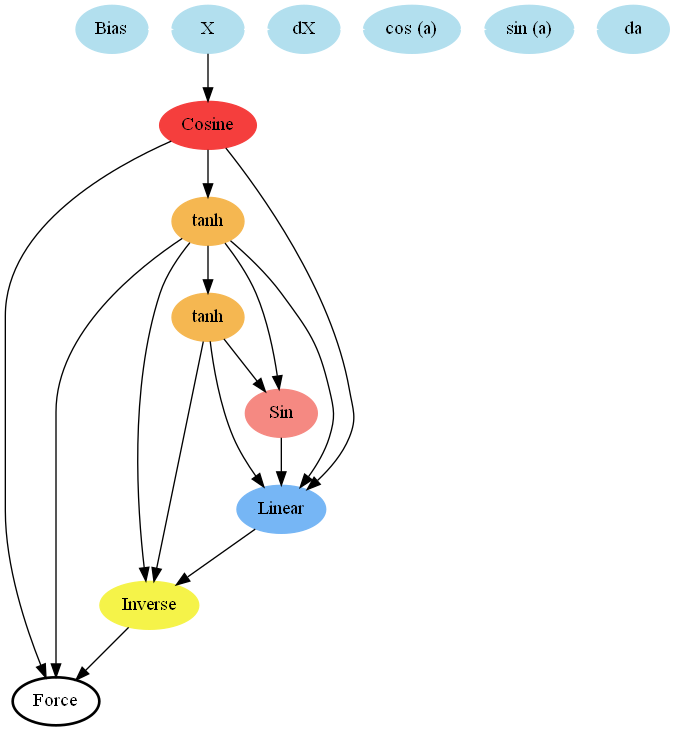 Bias
X
dX
cos (a)
sin (a)
da
Cosine
tanh
tanh
Sin
Linear
Inverse
Force